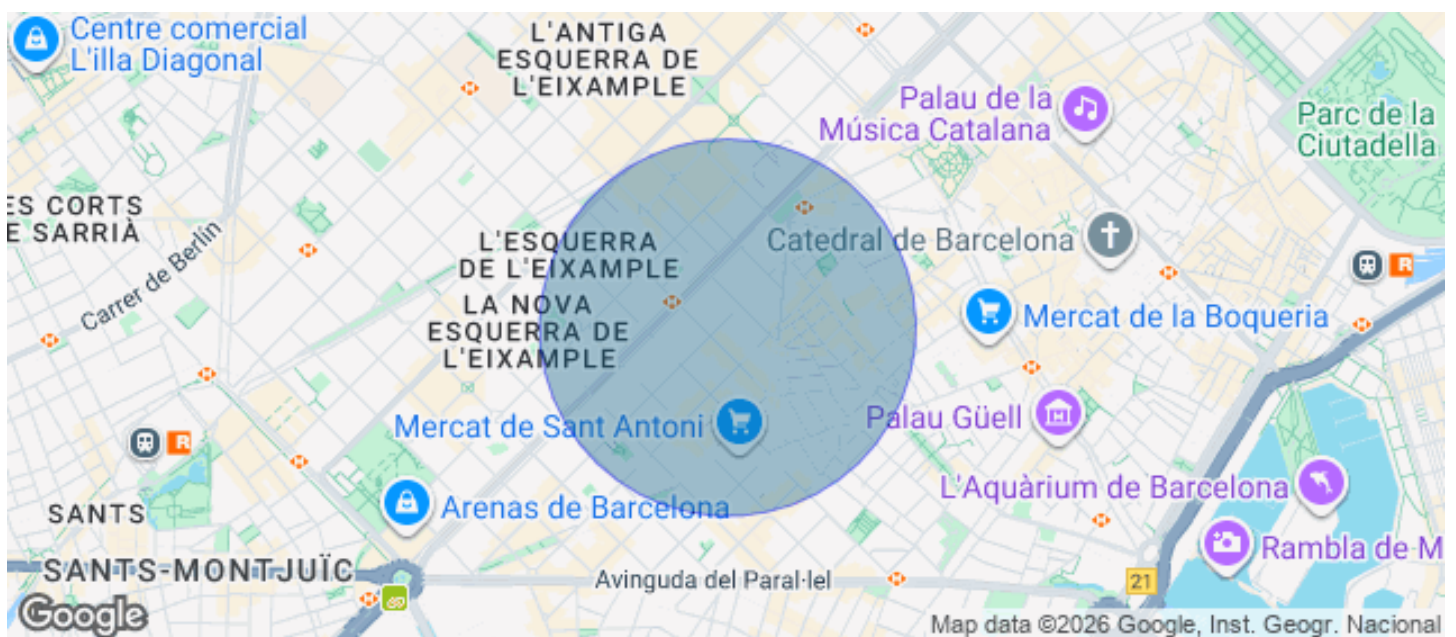 Centre comercial
L'illa Diagonal
L'ANTIGA
ESQUERRA DE
L'EIXAMPLE
Palau de la
Música Catalana
Parc de la
Ciutadella
ES CORTS
E SARRIÀ
Carrer de Berlín
L'ESQUERRA
DE L'EIXAMPLE
Catedral de Barcelona
R
LA NOVA
ESQUERRA DE
L'EIXAMPLE
Mercat de la Boqueria
Mercat de Sant Antoni
Palau Güell
R
L'Aquàrium de Barcelona
Arenas de Barcelona
SANTS
Rambla de M
SANTS-MONTJUÏC
Avinguda del Paral·lel
21
Google
Map data ©2026 Google, Inst. Geogr. Nacional